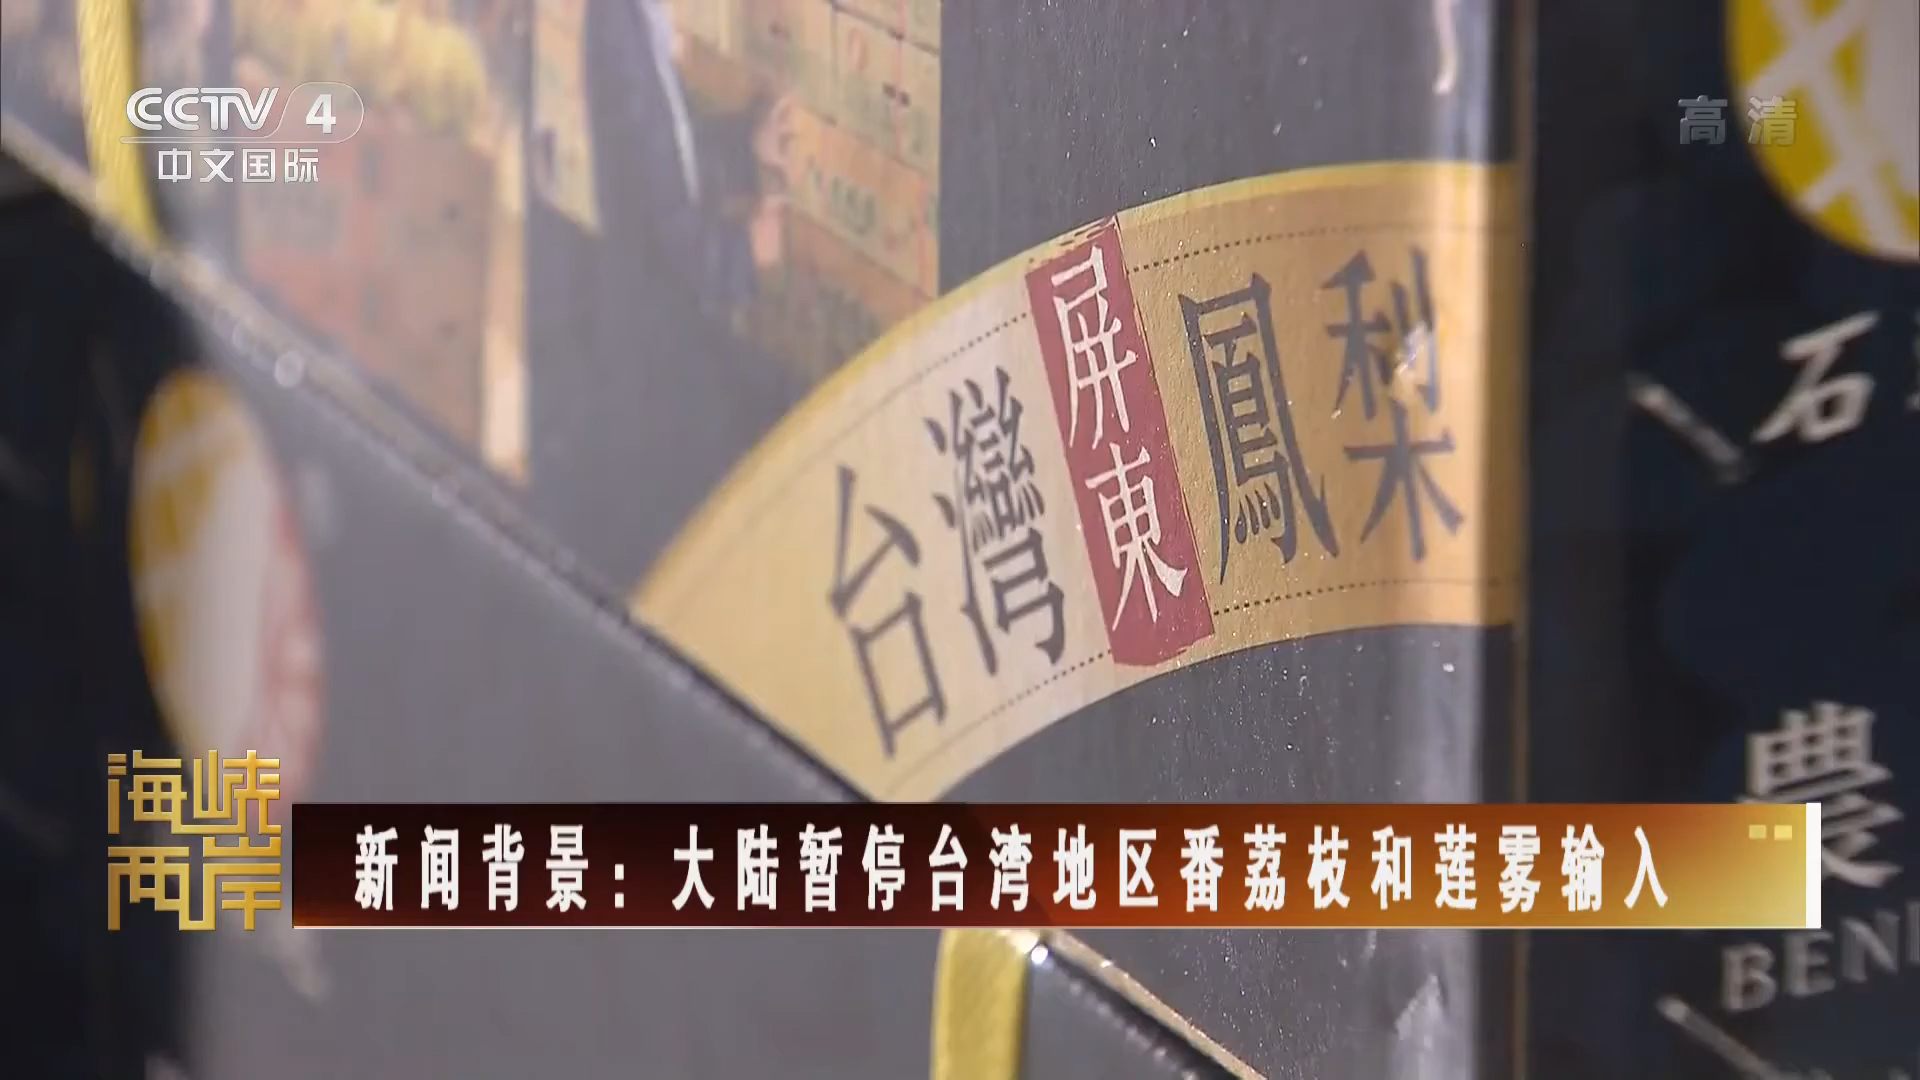 CCTV 4
中文国际
高清
台灣
屏東
鳳梨
石
農
BEN
海峡
两岸
新闻背景：大陆暂停台湾地区番荔枝和莲雾输入